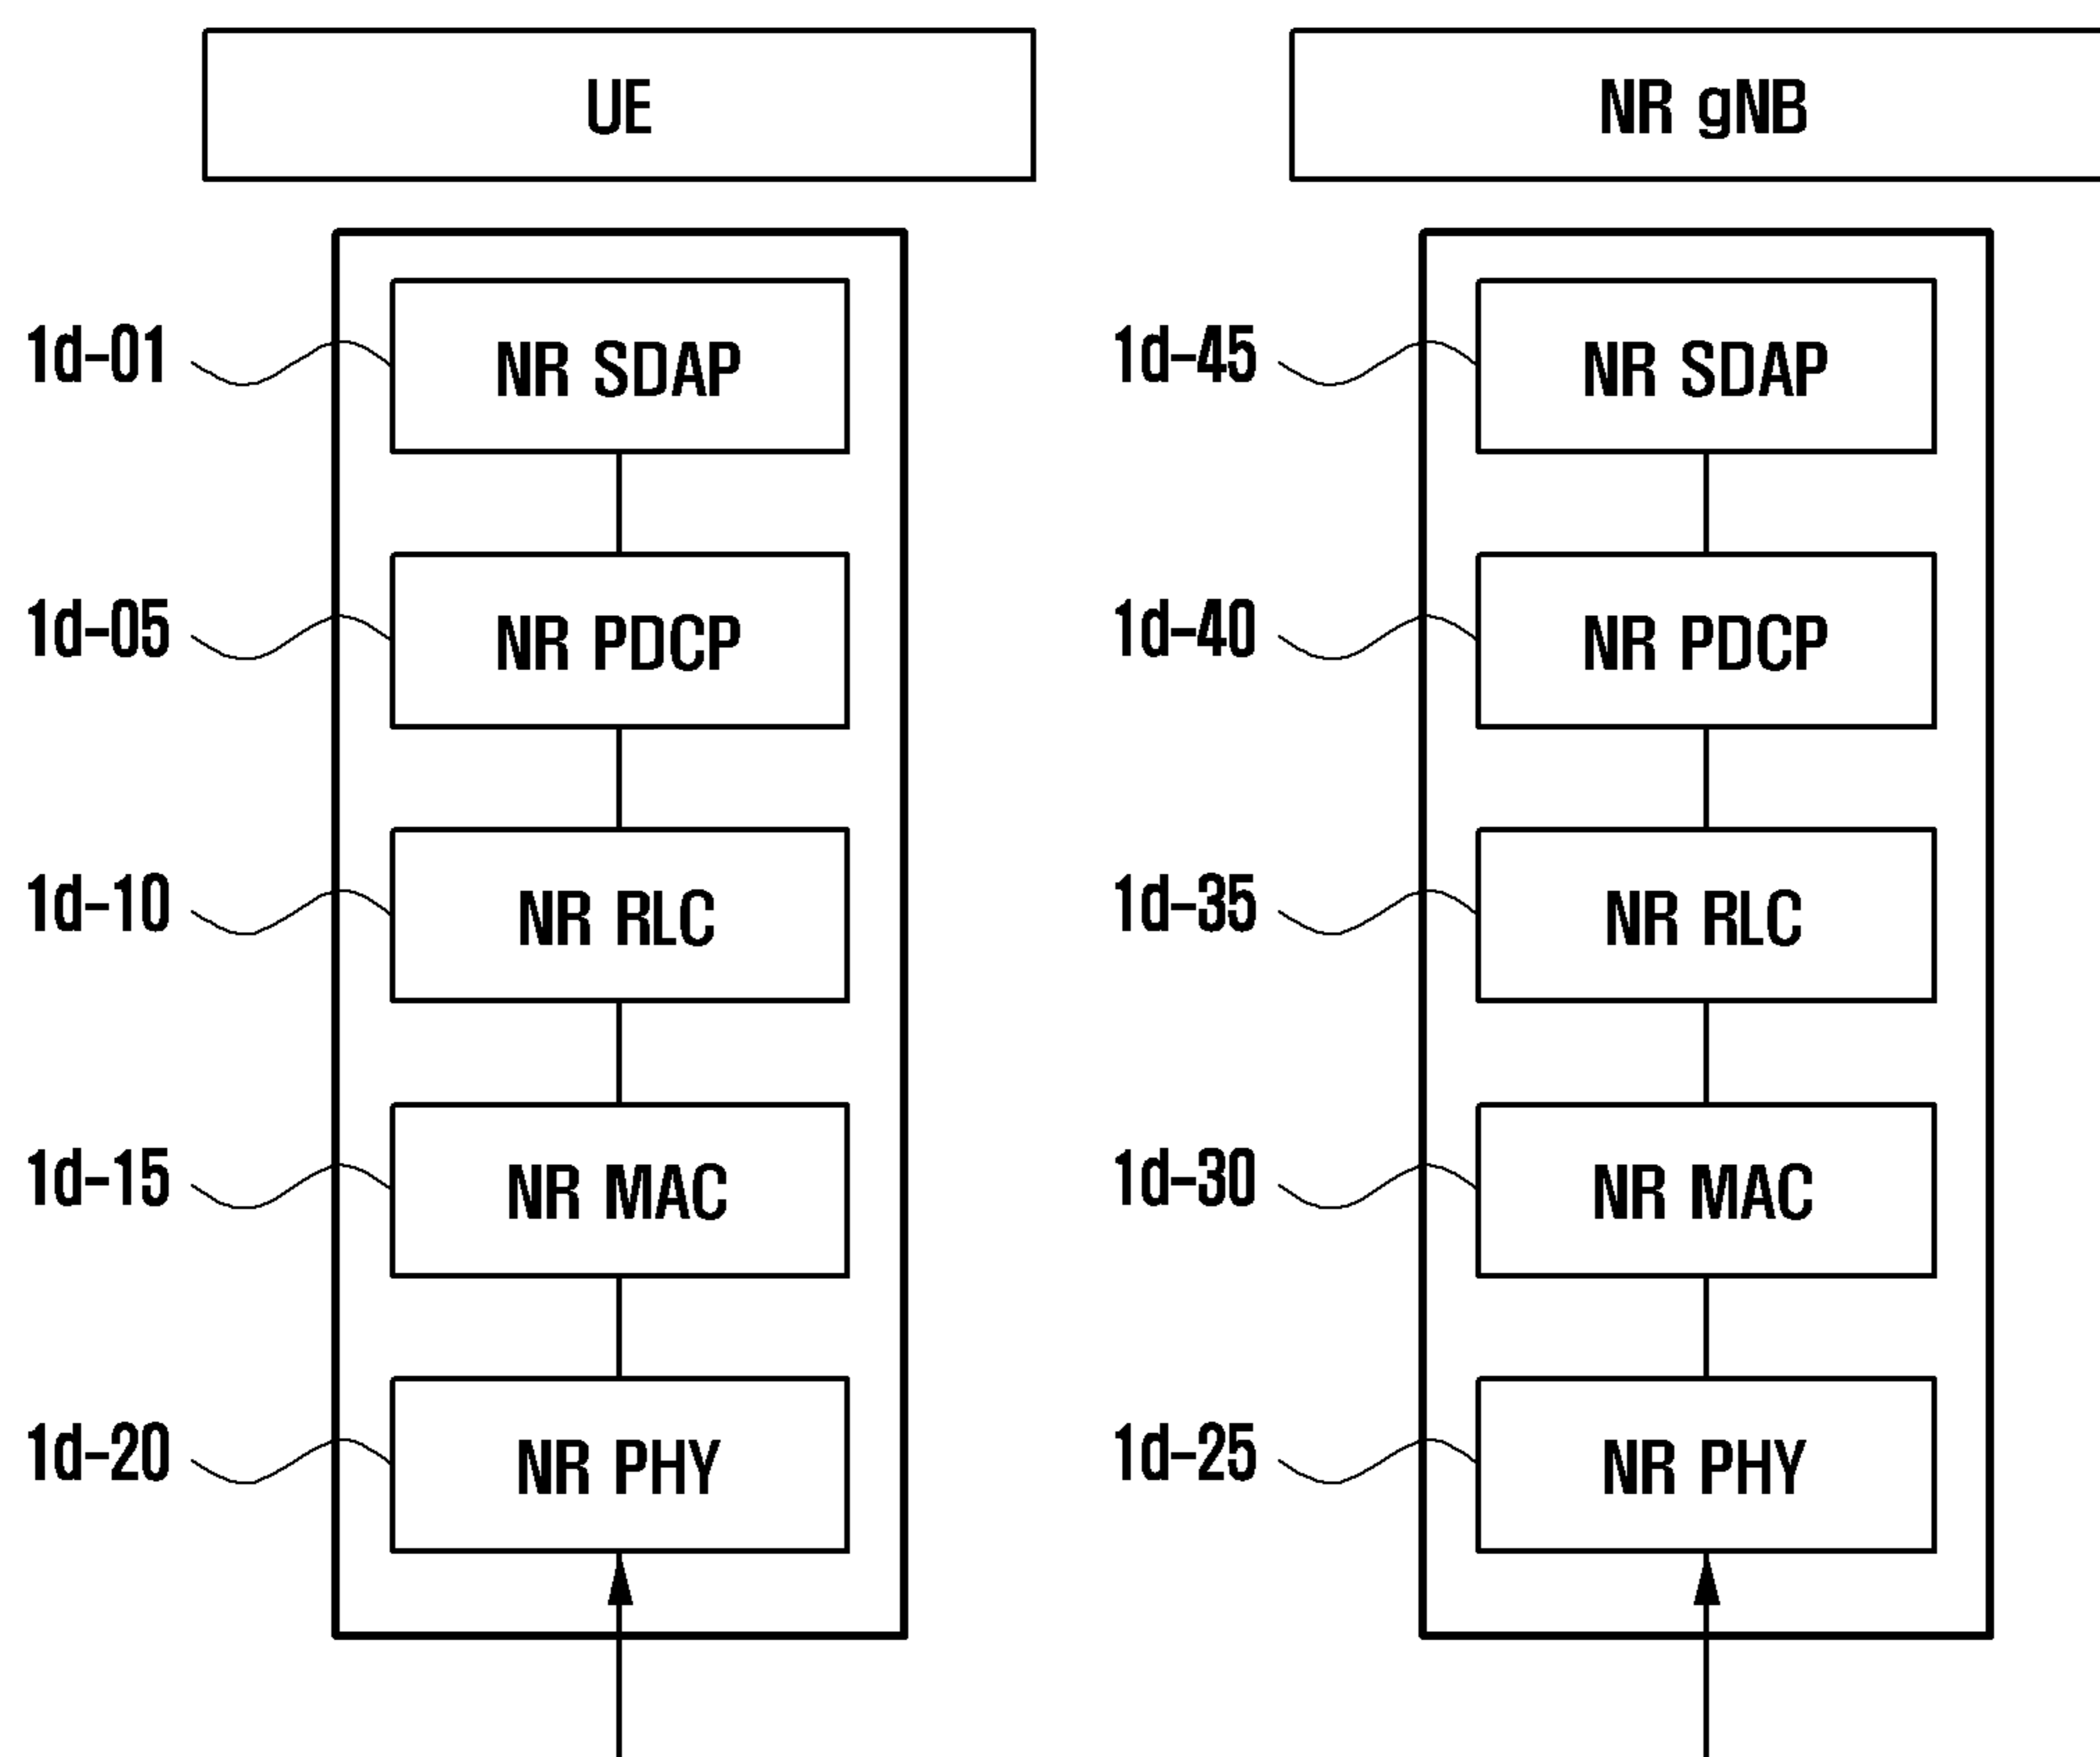 UE
NR gNB
1d-01
NR SDAP
1d-45
NR SDAP
1d-05
NR PDCP
1d-40
NR PDCP
1d-10
NR RLC
1d-35
NR RLC
1d-15
NR MAC
1d-30
NR MAC
1d-20
NR PHY
1d-25
NR PHY